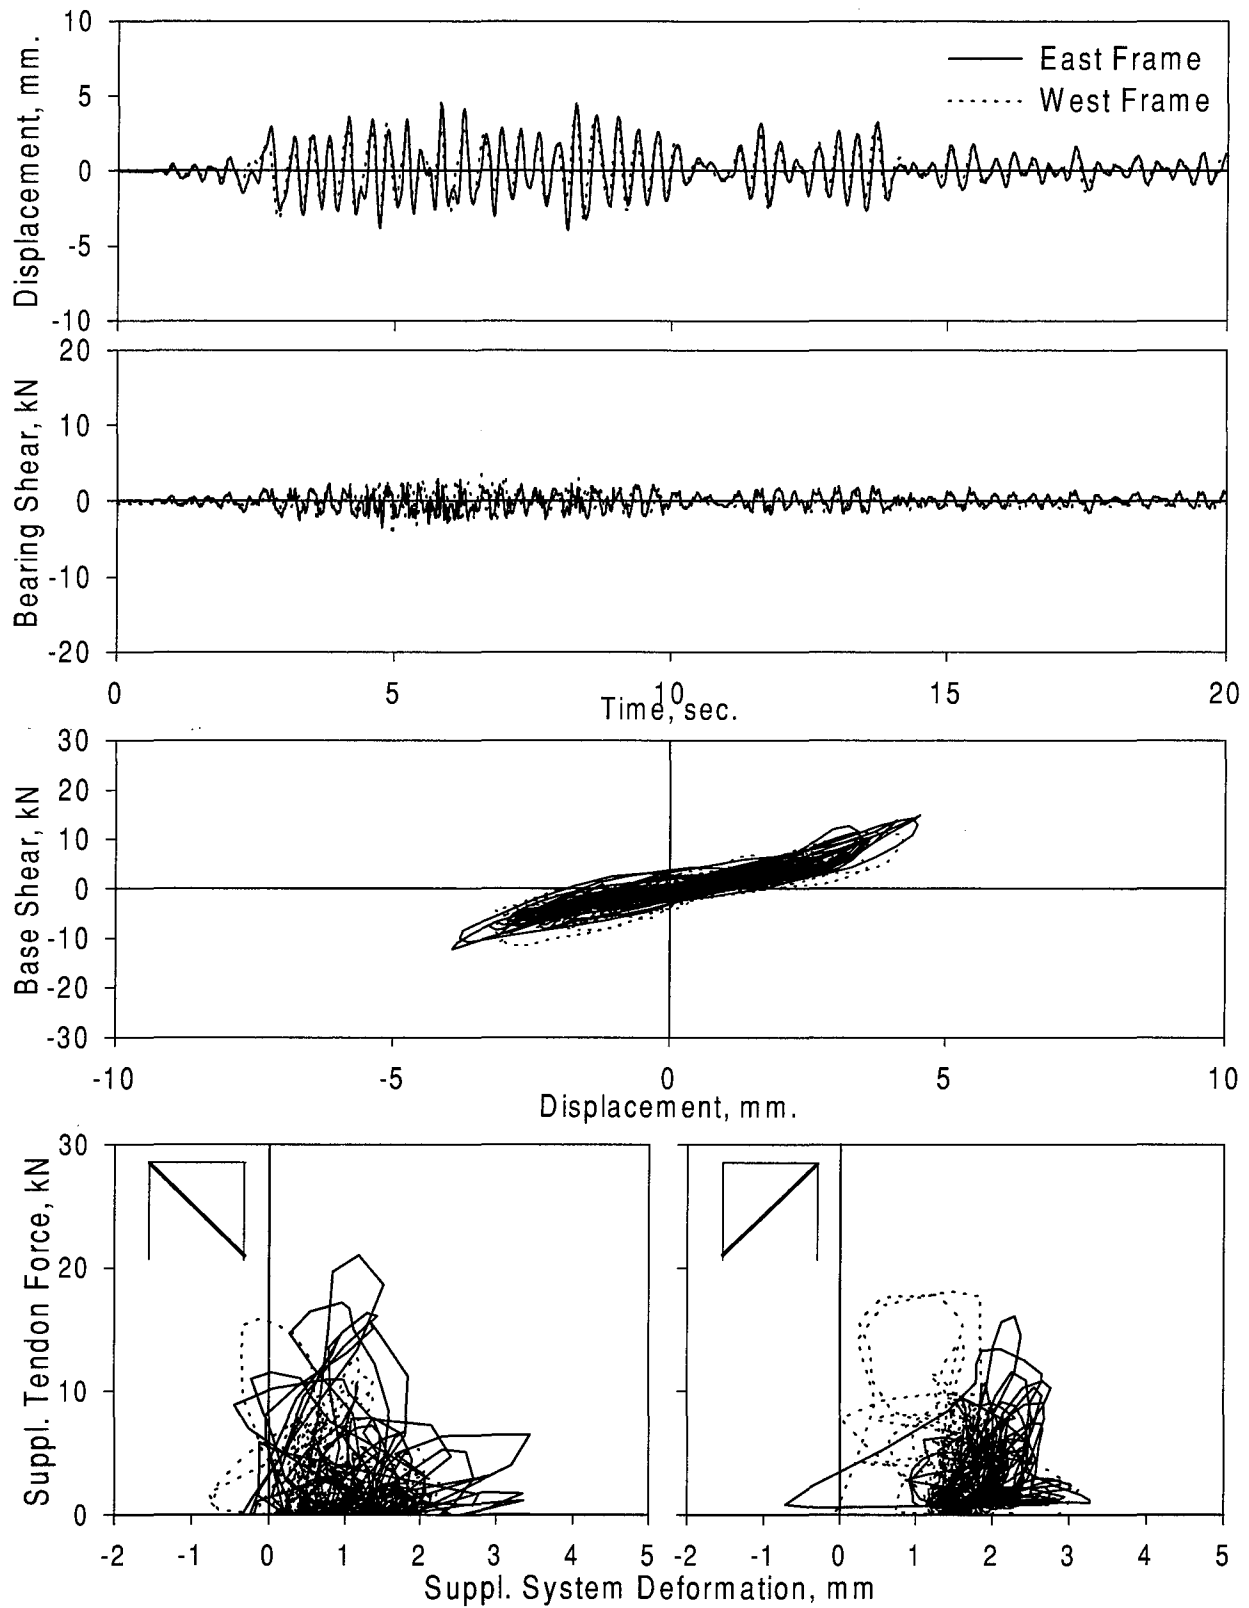 10
5
0
-5
-10
Displacement, mm.
East Frame
West Frame
20
10
0
-10
-20
Bearing Shear, kN
0 5 10 15 20
Time, sec.
30
20
10
0
-10
-20
-30
Base Shear, kN
-10 -5 0 5 10
Displacement, mm.
30
20
10
0
Suppl. Tendon Force, kN
-2 -1 0 1 2 3 4 5 -2 -1 0 1 2 3 4 5
Suppl. System Deformation, mm